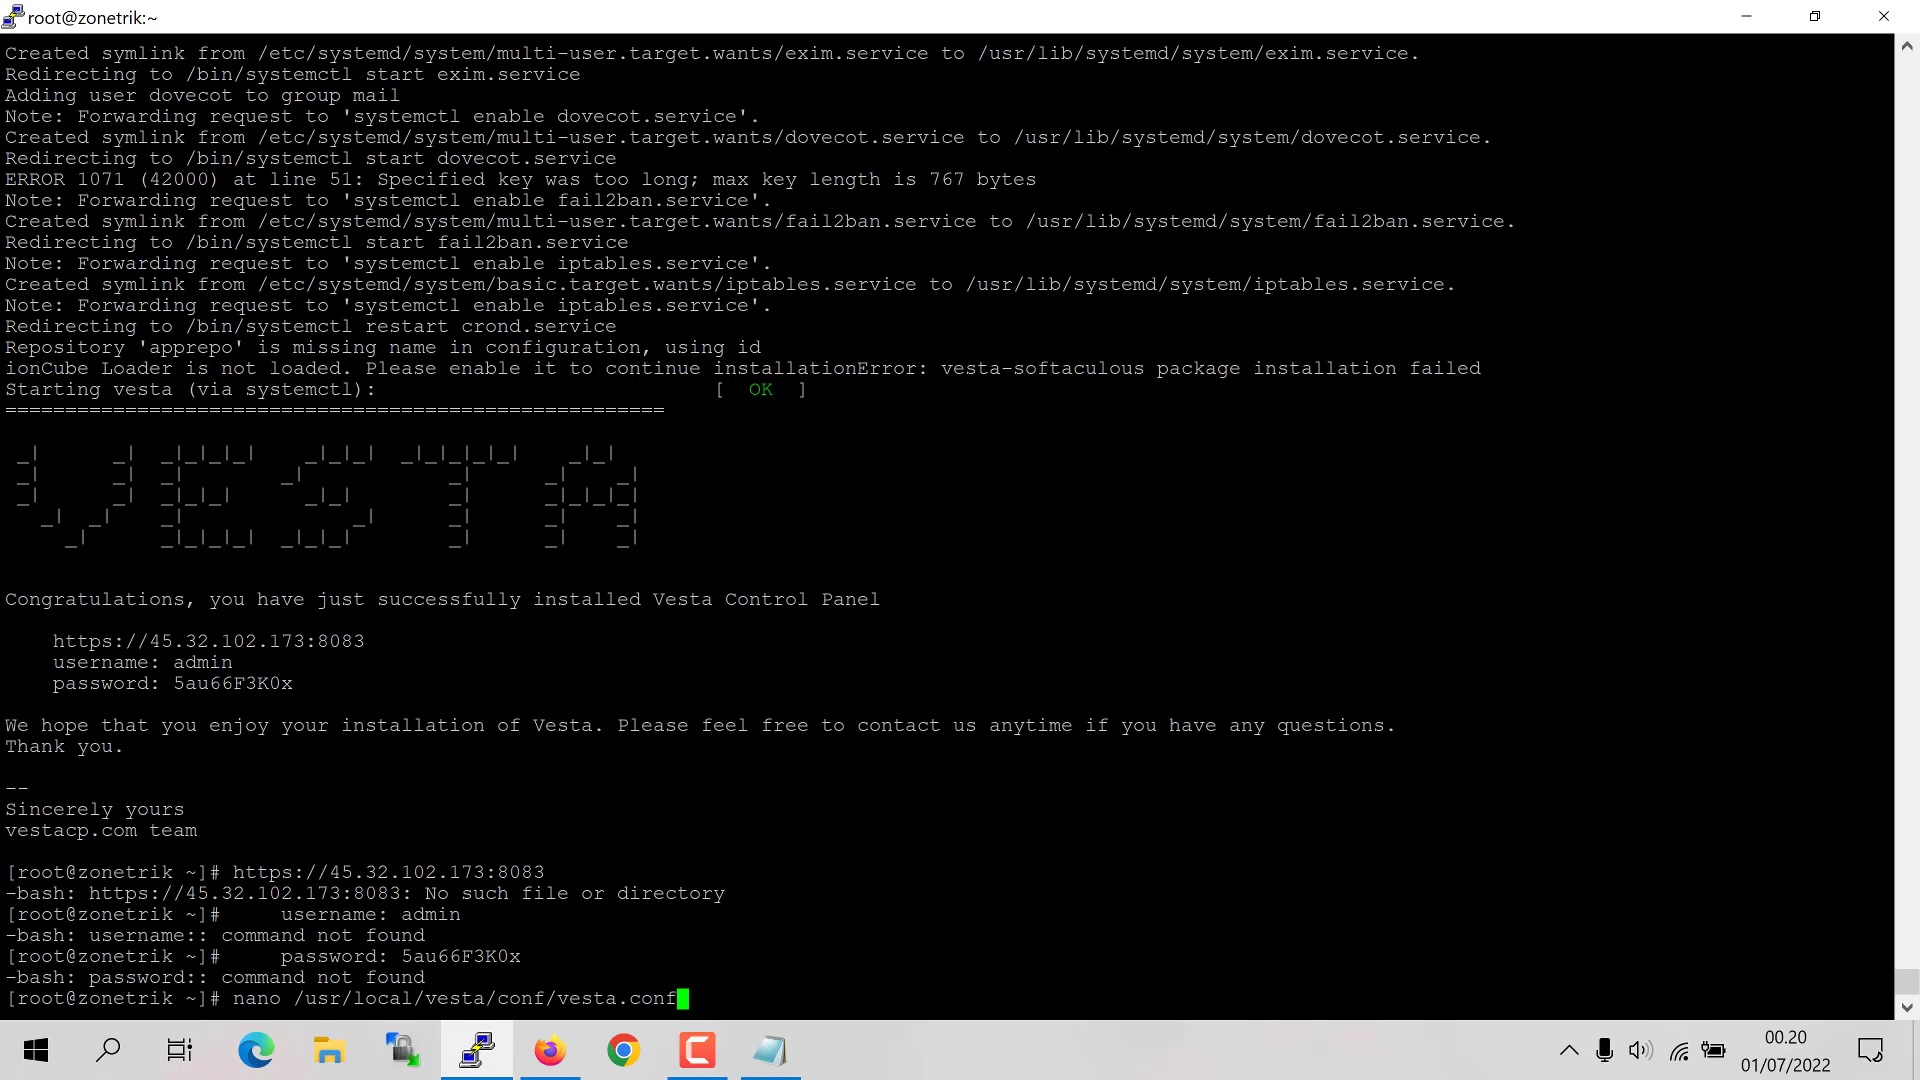 root@zonetrik:~
Created symlink from /etc/systemd/system/multi-user.target.wants/exim.service to /usr/lib/systemd/system/exim.service.
Redirecting to /bin/systemctl start exim.service
Adding user dovecot to group mail
Note: Forwarding request to 'systemctl enable dovecot.service'.
Created symlink from /etc/systemd/system/multi-user.target.wants/dovecot.service to /usr/lib/systemd/system/dovecot.service.
Redirecting to /bin/systemctl start dovecot.service
ERROR 1071 (42000) at line 51: Specified key was too long; max key length is 767 bytes
Note: Forwarding request to 'systemctl enable fail2ban.service'.
Created symlink from /etc/systemd/system/multi-user.target.wants/fail2ban.service to /usr/lib/systemd/system/fail2ban.service.
Redirecting to /bin/systemctl start fail2ban.service
Note: Forwarding request to 'systemctl enable iptables.service'.
Created symlink from /etc/systemd/system/basic.target.wants/iptables.service to /usr/lib/systemd/system/iptables.service.
Note: Forwarding request to 'systemctl enable iptables.service'.
Redirecting to /bin/systemctl restart crond.service
Repository 'apprepo' is missing name in configuration, using id
ionCube Loader is not loaded. Please enable it to continue installationError: vesta-softaculous package installation failed
Starting vesta (via systemctl): [ OK ]
=======================================================
VESTA
Congratulations, you have just successfully installed Vesta Control Panel
https://45.32.102.173:8083
username: admin
password: 5au66F3K0x
We hope that you enjoy your installation of Vesta. Please feel free to contact us anytime if you have any questions.
Thank you.
--
Sincerely yours
vestacp.com team
[root@zonetrik ~]# https://45.32.102.173:8083
-bash: https://45.32.102.173:8083: No such file or directory
[root@zonetrik ~]#     username: admin
-bash: username:: command not found
[root@zonetrik ~]#     password: 5au66F3K0x
-bash: password:: command not found
[root@zonetrik ~]# nano /usr/local/vesta/conf/vesta.conf
00.20
01/07/2022